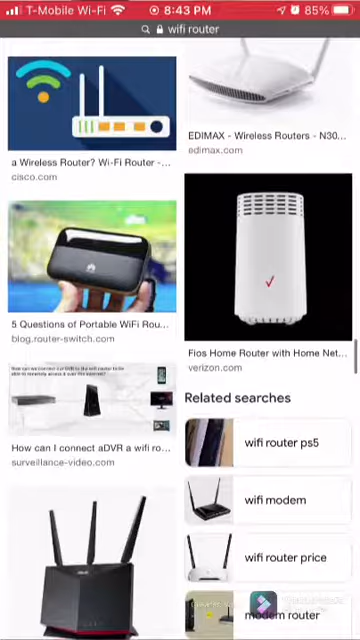 T-Mobile Wi-Fi 8:43 PM 85%
wifi router
EDIMAX - Wireless Routers - N30...
edimax.com
a Wireless Router? Wi-Fi Router -...
cisco.com
5 Questions of Portable WiFi Rou...
blog.router-switch.com
Fios Home Router with Home Net...
verizon.com
How can I connect aDVR a wifi ro...
surveillance-video.com
Related searches
wifi router ps5
wifi modem
wifi router price
modem router